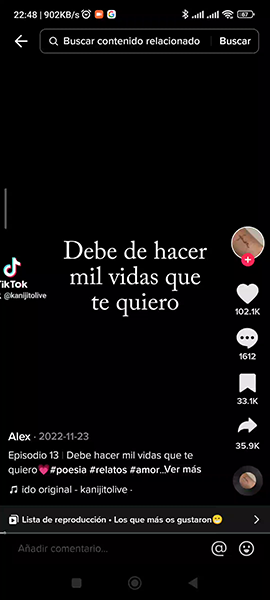 22:48 | 902KB/s
67
Buscar contenido relacionado
Buscar
Debe de hacer
mil vidas que
te quiero
TikTok
@kanijitolive
102.1K
1612
33.1K
35.9K
Alex · 2022-11-23
Episodio 13 | Debe hacer mil vidas que te
quiero💗#poesia #relatos #amor...Ver más
♫ ido original - kanijitolive ·
Lista de reproducción • Los que más os gustaron😁
Añadir comentario...